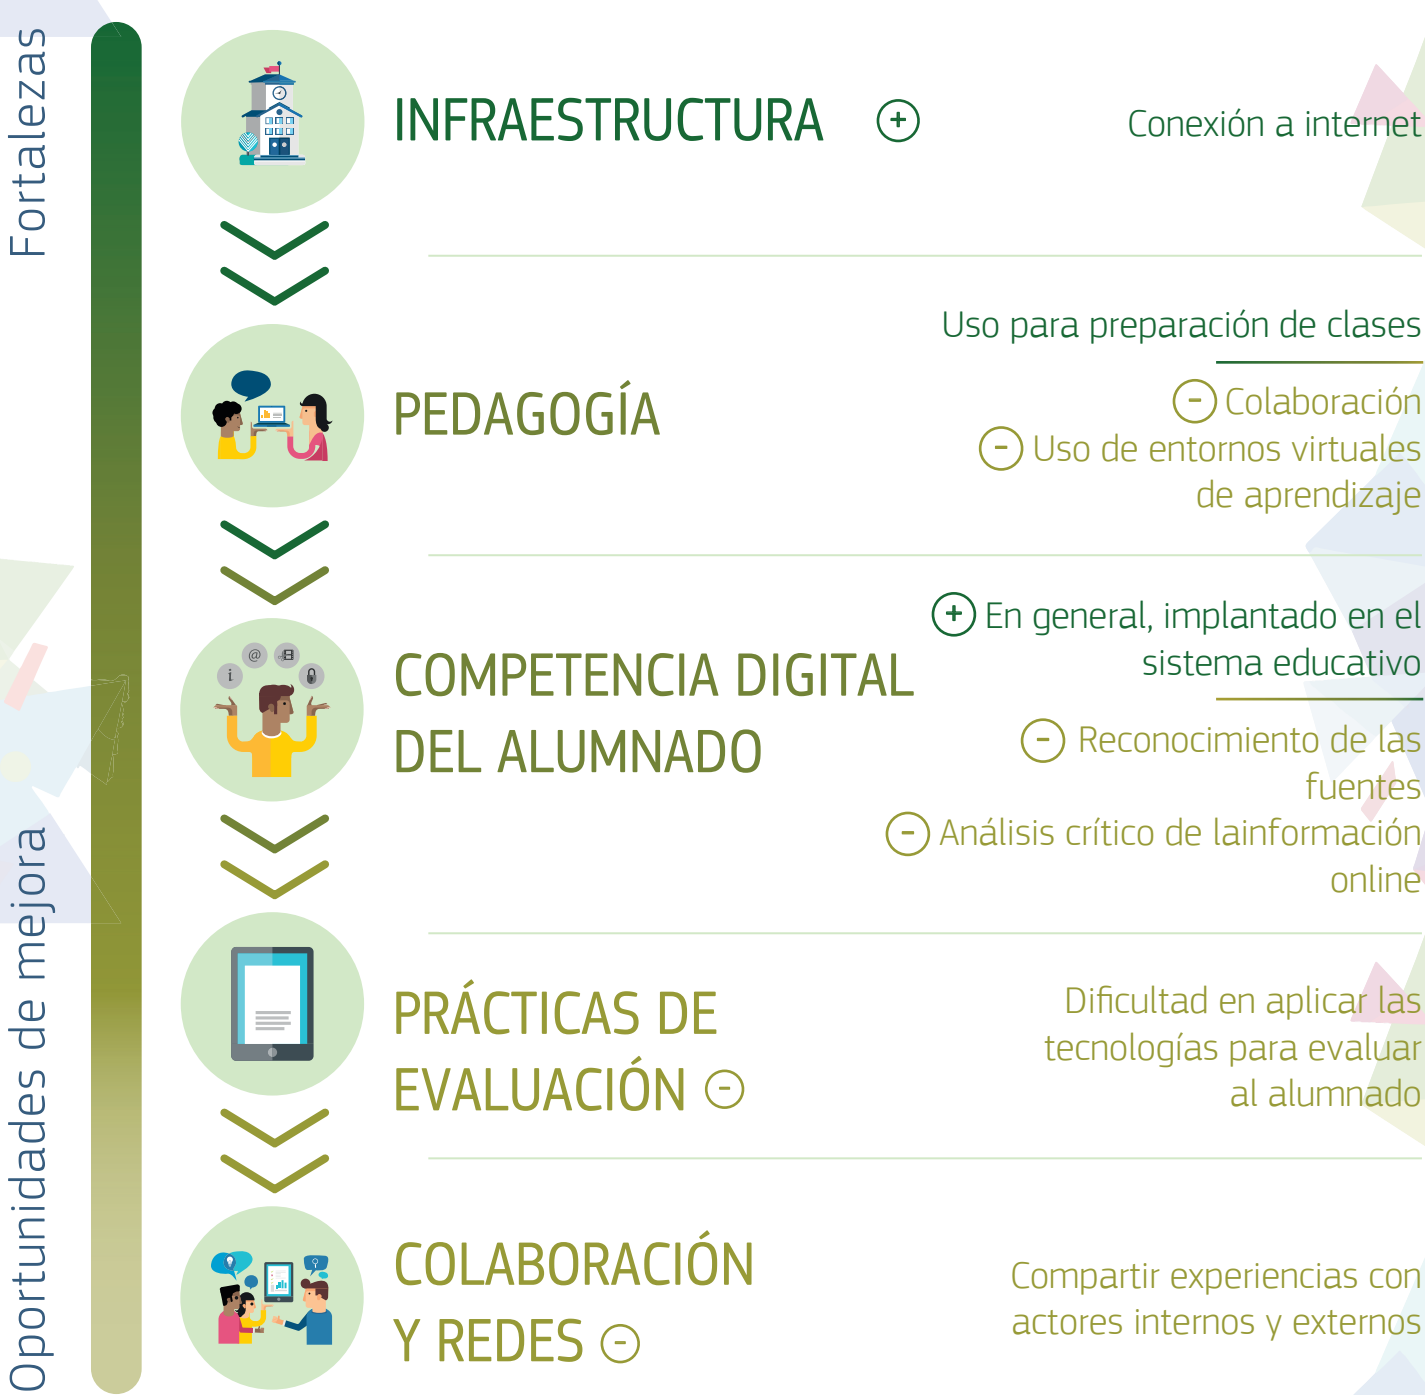 Fortalezas
INFRAESTRUCTURA +
Conexión a internet
Uso para preparación de clases
PEDAGOGÍA
- Colaboración
- Uso de entornos virtuales
de aprendizaje
+ En general, implantado en el
sistema educativo
COMPETENCIA DIGITAL
DEL ALUMNADO
- Reconocimiento de las
fuentes
- Análisis crítico de lainformación
online
Oportunidades de mejora
PRÁCTICAS DE
EVALUACIÓN -
Dificultad en aplicar las
tecnologías para evaluar
al alumnado
COLABORACIÓN
Y REDES -
Compartir experiencias con
actores internos y externos
i
@